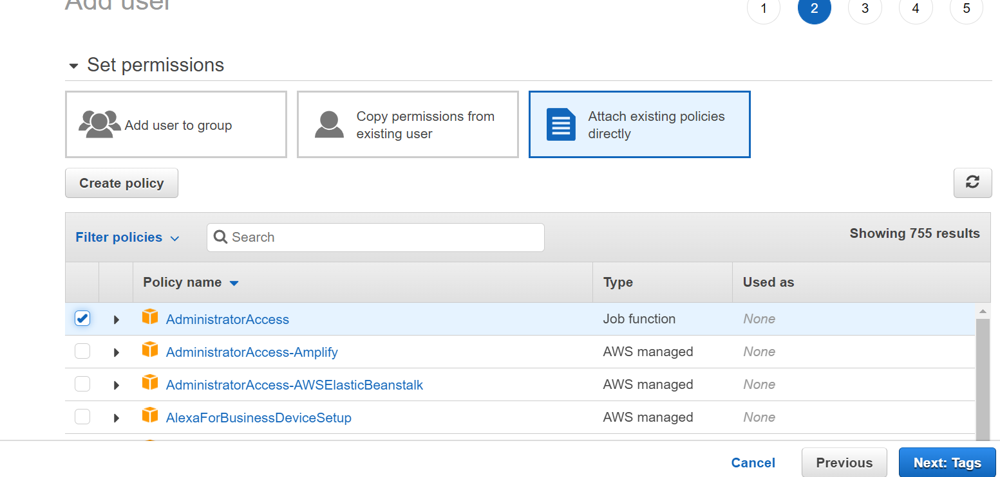 Add user
1 2 3 4 5
Set permissions
Add user to group
Copy permissions from
existing user
Attach existing policies
directly
Create policy
Filter policies
Search
Showing 755 results
Policy name Type Used as
AdministratorAccess Job function None
AdministratorAccess-Amplify AWS managed None
AdministratorAccess-AWSElasticBeanstalk AWS managed None
AlexaForBusinessDeviceSetup AWS managed None
Cancel Previous Next: Tags